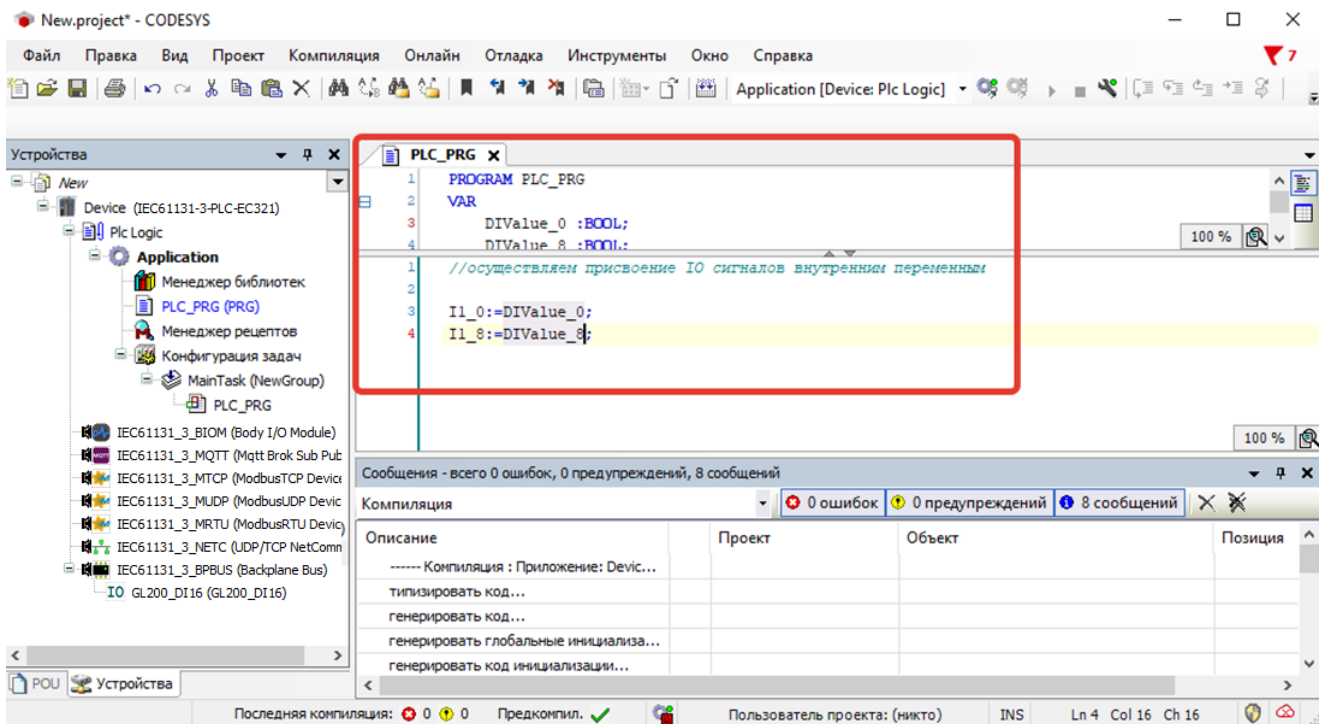 New.project* - CODESYS
Файл Правка Вид Проект Компиляция Онлайн Отладка Инструменты Окно Справка
7
Application [Device: Plc Logic]
Устройства
New
Device (IEC61131-3-PLC-EC321)
Plc Logic
Application
Менеджер библиотек
PLC_PRG (PRG)
Менеджер рецептов
Конфигурация задач
MainTask (NewGroup)
PLC_PRG
IEC61131_3_BIOM (Body I/O Module)
IEC61131_3_MQTT (Mqtt Brok Sub Pub
IEC61131_3_MTCP (ModbusTCP Device
IEC61131_3_MUDP (ModbusUDP Devic
IEC61131_3_MRTU (ModbusRTU Devic
IEC61131_3_NETC (UDP/TCP NetComm
IEC61131_3_BPBUS (Backplane Bus)
IO GL200_DI16 (GL200_DI16)
POU Устройства
PLC_PRG
1 PROGRAM PLC_PRG
2 VAR
3 DIValue_0 :BOOL;
4 DIValue_8 :BOOL;
100 %
1 //осуществляем присвоение IO сигналов внутренним переменным
2
3 I1_0:=DIValue_0;
4 I1_8:=DIValue_8;
100 %
Сообщения - всего 0 ошибок, 0 предупреждений, 8 сообщений
Компиляция 0 ошибок 0 предупреждений 8 сообщений
Описание Проект Объект Позиция
------ Компиляция : Приложение: Devic...
типизировать код...
генерировать код...
генерировать глобальные инициализа...
генерировать код инициализации...
Последняя компиляция: 0 0 Предкомпил. Пользователь проекта: (никто) INS Ln 4 Col 16 Ch 16